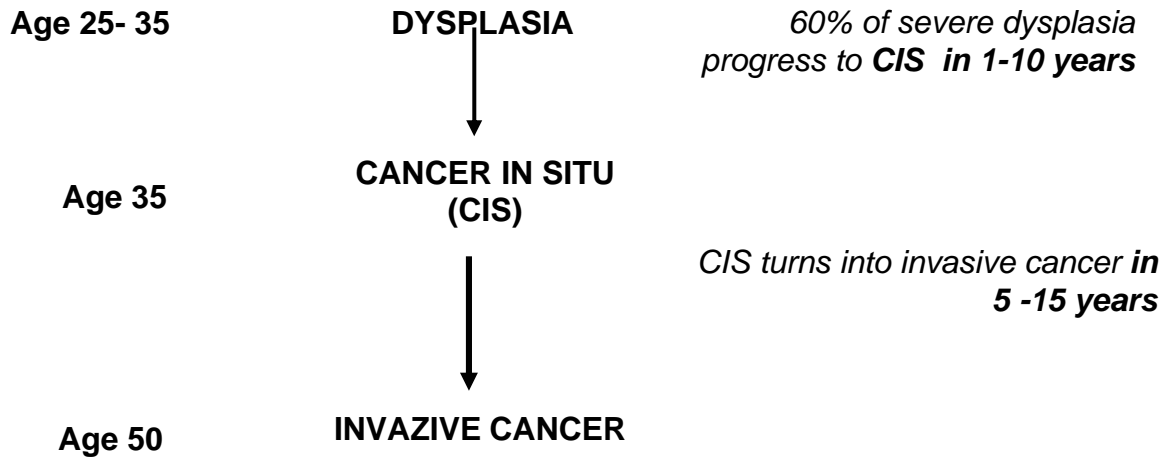 Age 25- 35
DYSPLASIA
60% of severe dysplasia
progress to CIS in 1-10 years
Age 35
CANCER IN SITU
(CIS)
CIS turns into invasive cancer in
5 -15 years
Age 50
INVAZIVE CANCER